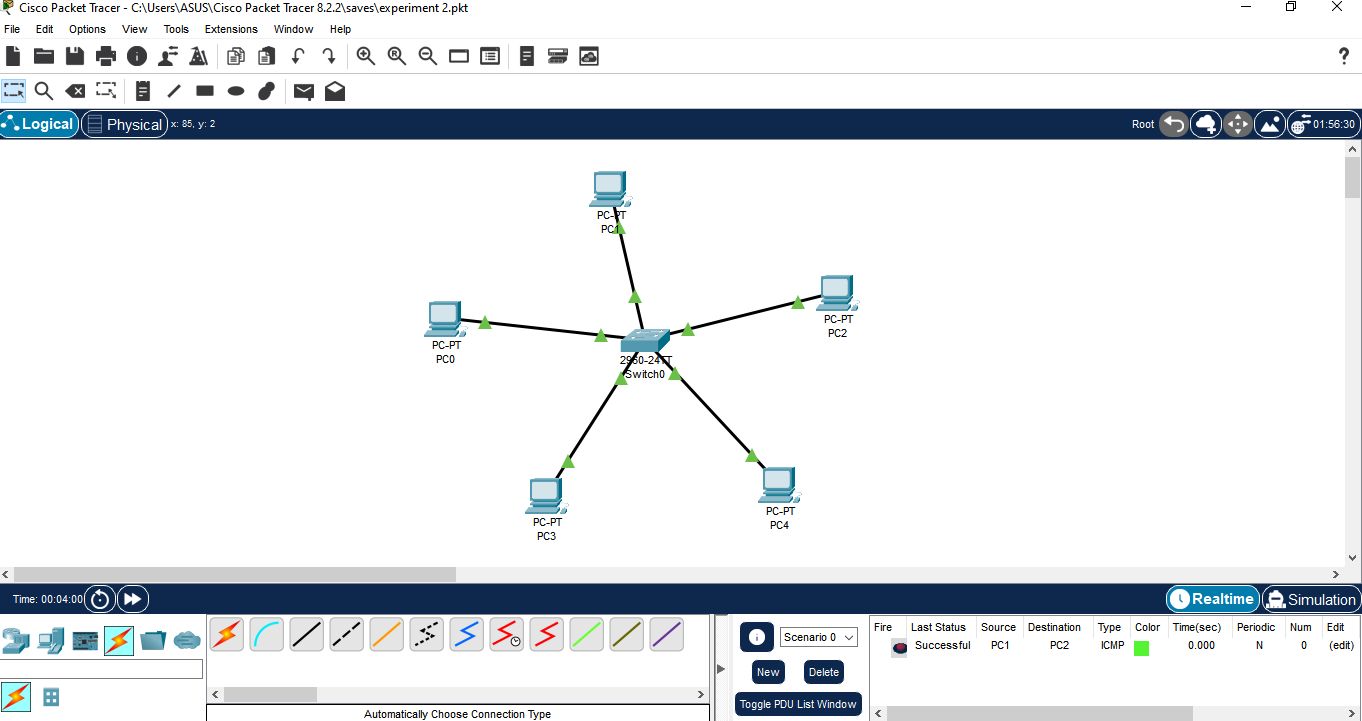 Cisco Packet Tracer - C:\Users\ASUS\Cisco Packet Tracer 8.2.2\saves\experiment 2.pkt
File Edit Options View Tools Extensions Window Help
Logical Physical x: 85, y: 2 Root 01:56:30
PC-PT
PC1
PC-PT
PC2
PC-PT
PC0
2960-24TT
Switch0
PC-PT
PC4
PC-PT
PC3
Time: 00:04:00 Realtime Simulation
Scenario 0
New Delete
Toggle PDU List Window
Fire Last Status Source Destination Type Color Time(sec) Periodic Num Edit
Successful PC1 PC2 ICMP 0.000 N 0 (edit)
Automatically Choose Connection Type